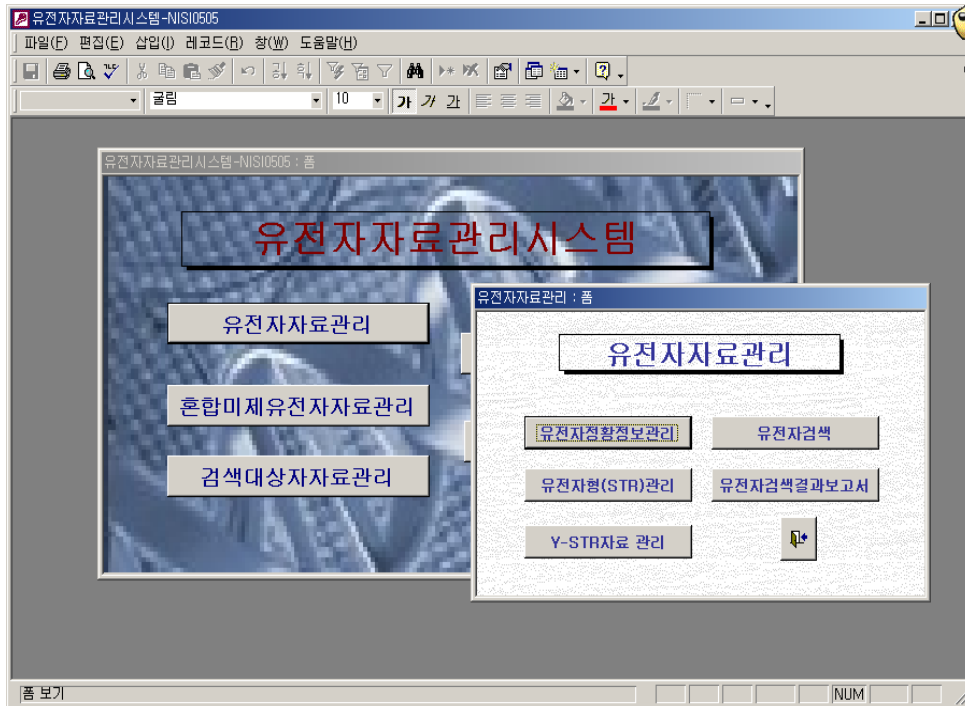 유전자자료관리시스템-NISI0505
파일(F) 편집(E) 삽입(I) 레코드(R) 창(W) 도움말(H)
굴림 10 가 가 가 가
유전자자료관리시스템-NISI0505 : 폼
유전자자료관리시스템
유전자자료관리
혼합미제유전자자료관리
검색대상자자료관리
유전자자료관리 : 폼
유전자자료관리
유전자정황정보관리 유전자검색
유전자형(STR)관리 유전자검색결과보고서
Y-STR자료 관리
폼 보기 NUM